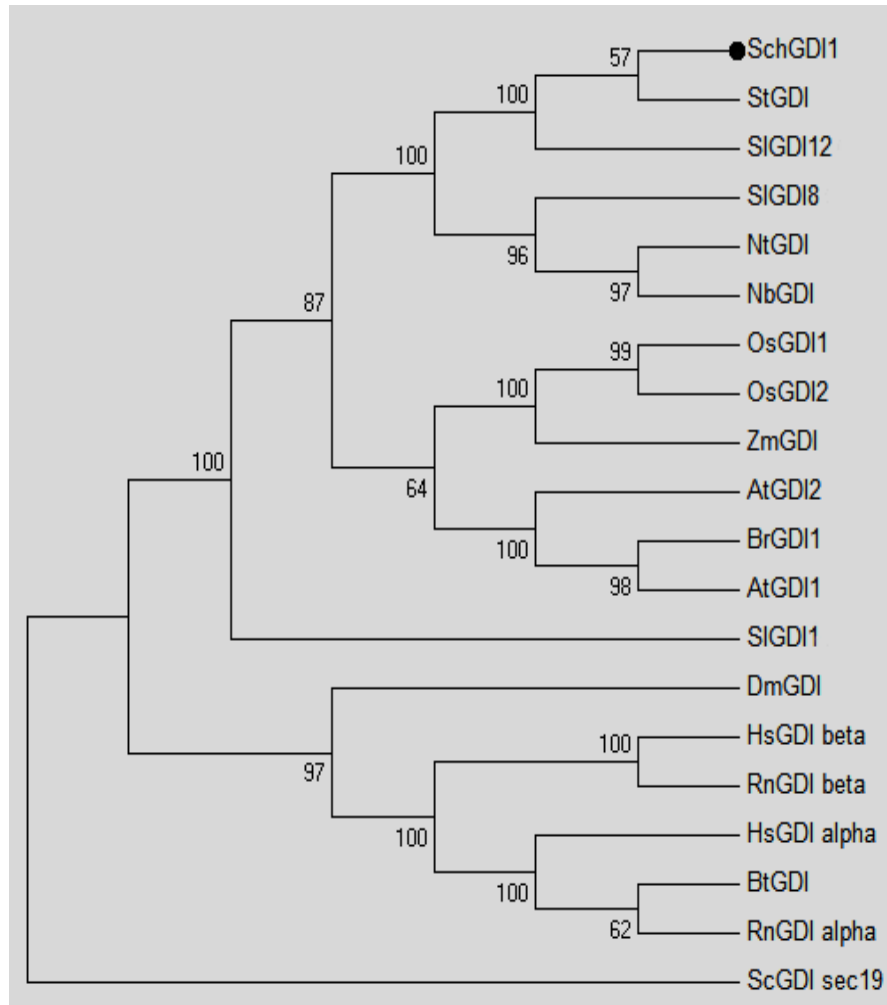 SchGDI1
57
StGDI
100
SlGDI12
100
SlGDI8
96
NtGDI
97
NbGDI
87
OsGDI1
99
OsGDI2
100
ZmGDI
100
64
AtGDI2
100
BrGDI1
98
AtGDI1
SlGDI1
DmGDI
97
HsGDI beta
100
RnGDI beta
100
HsGDI alpha
100
BtGDI
62
RnGDI alpha
ScGDI sec19